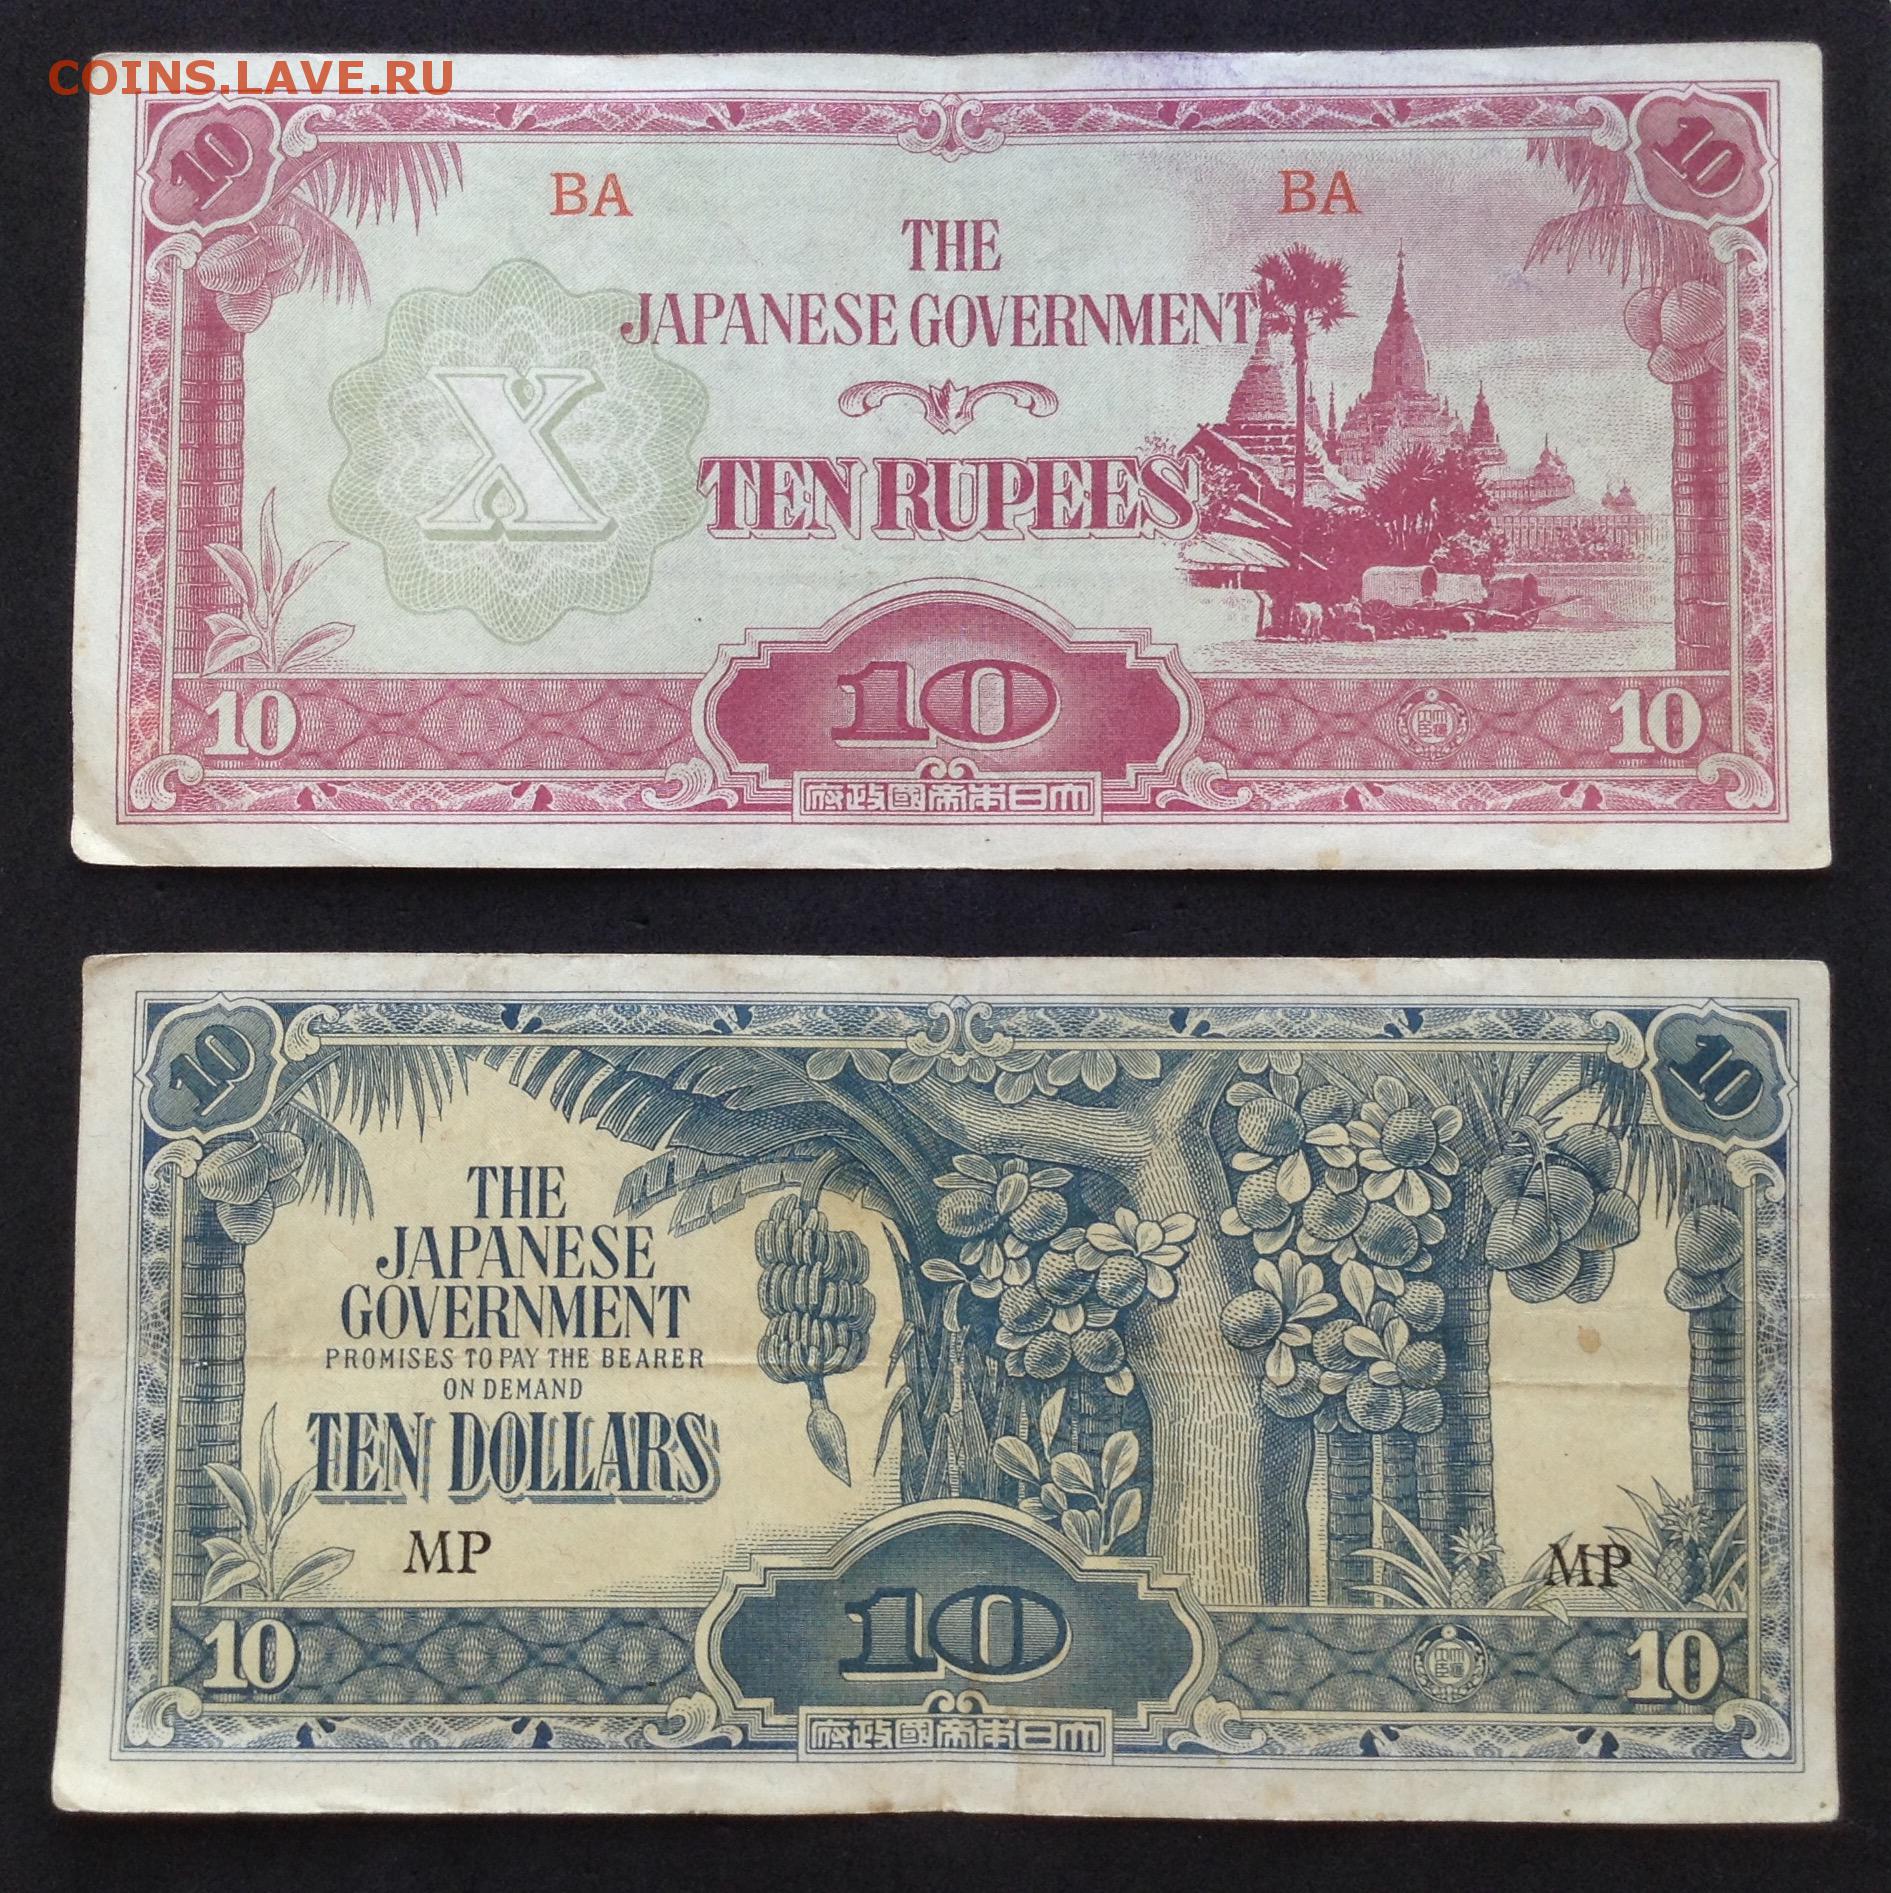 COINS.LAVE.RU
10 10
BA BA
THE
JAPANESE GOVERNMENT
X
TEN RUPEES
10 10 10
府政國帝本日大
10 10
THE
JAPANESE
GOVERNMENT
PROMISES TO PAY THE BEARER
ON DEMAND
TEN DOLLARS
MP MP
10 10 10
府政國帝本日大